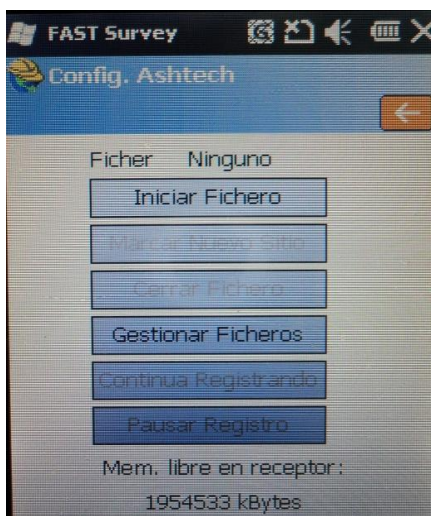 FAST Survey
Config. Ashtech
Ficher Ninguno
Iniciar Fichero
Marcar Nuevo Sitio
Cerrar Fichero
Gestionar Ficheros
Continua Registrando
Pausar Registro
Mem. libre en receptor:
1954533 kBytes